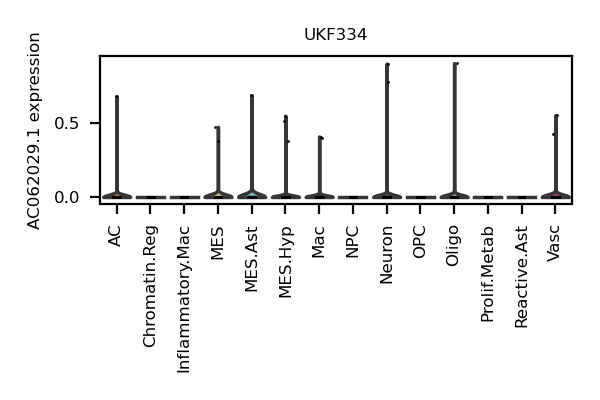 UKF334
AC062029.1 expression
0.5
0.0
AC
Chromatin.Reg
Inflammatory.Mac
MES
MES.Ast
MES.Hyp
Mac
NPC
Neuron
OPC
Oligo
Prolif.Metab
Reactive.Ast
Vasc